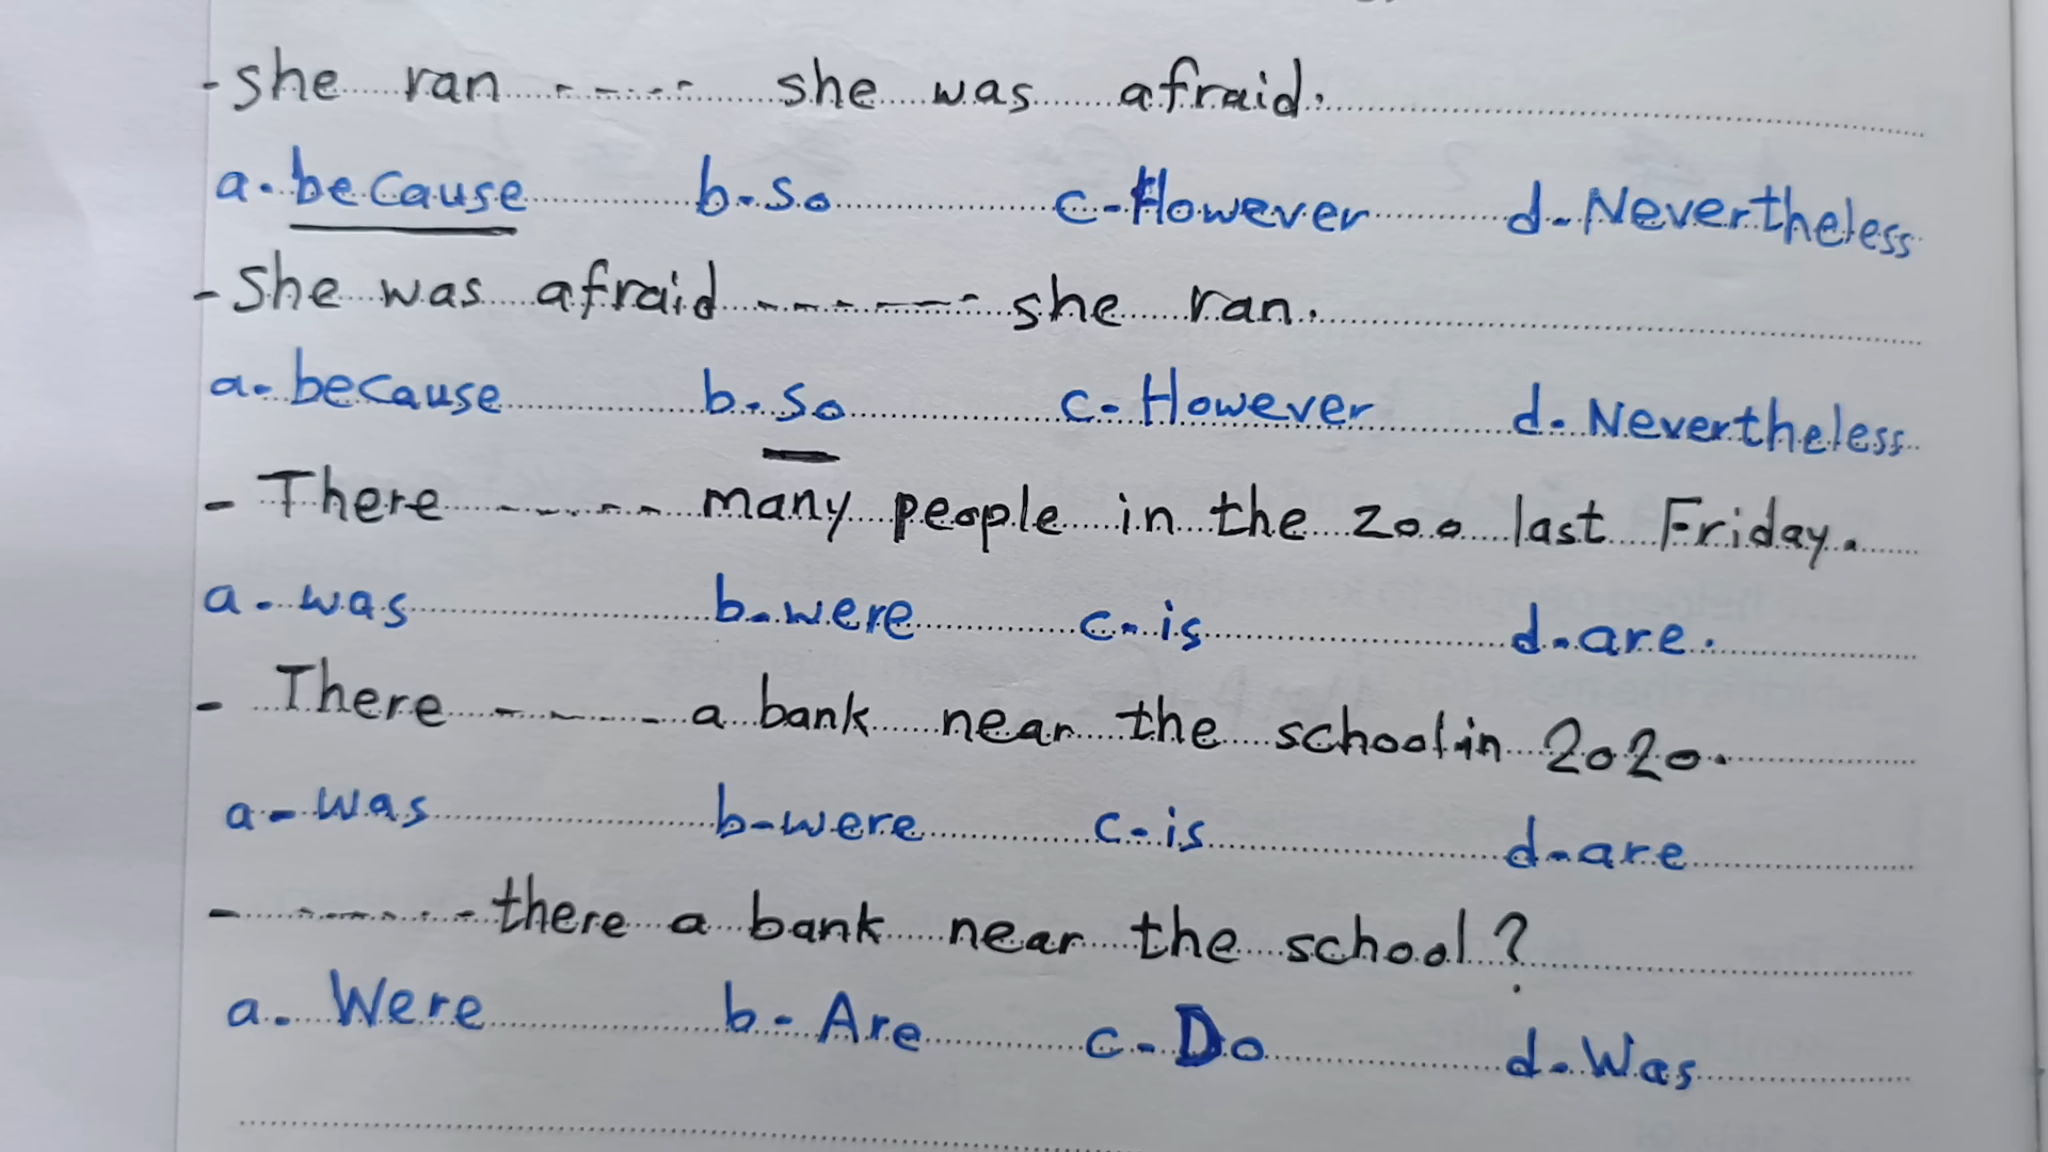 - she ran ------ she was afraid.
a- because b- so c- However d- Nevertheless
- She was afraid -------- she ran.
a- because b- so c- However d- Nevertheless
- There ------ many people in the zoo last Friday.
a- was b- were c- is d- are.
- There ------ a bank near the school in 2020.
a- was b- were c- is d- are
- ------- there a bank near the school?
a- Were b- Are c- Do d- Was